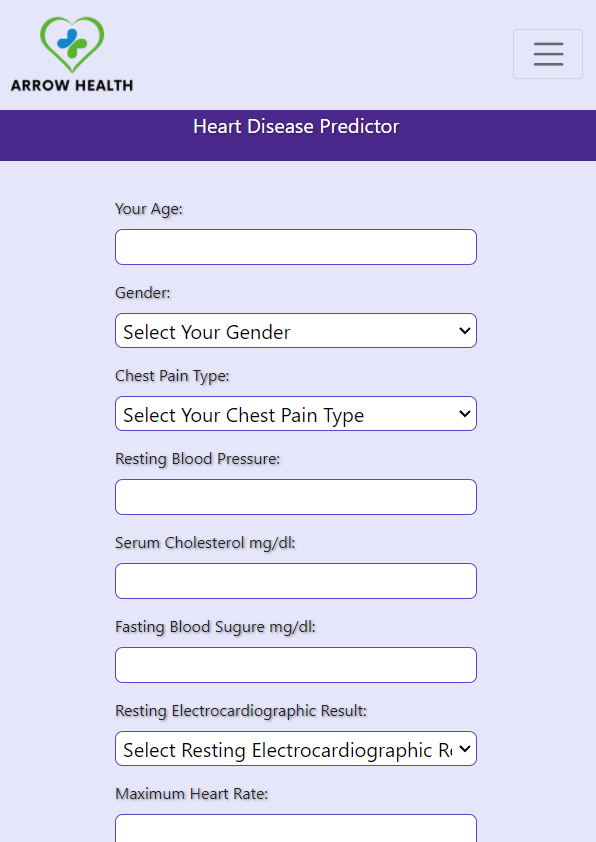 ARROW HEALTH
Heart Disease Predictor
Your Age:
Gender:
Select Your Gender
Chest Pain Type:
Select Your Chest Pain Type
Resting Blood Pressure:
Serum Cholesterol mg/dl:
Fasting Blood Sugure mg/dl:
Resting Electrocardiographic Result:
Select Resting Electrocardiographic
Maximum Heart Rate: